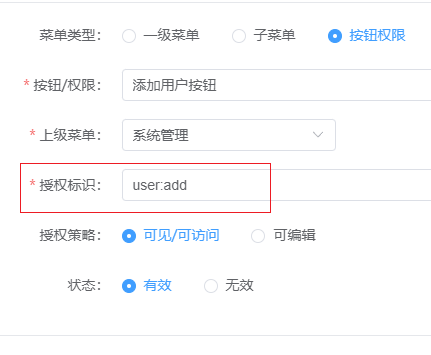 菜单类型： 一级菜单 子菜单 按钮权限
* 按钮/权限： 添加用户按钮
* 上级菜单： 系统管理
* 授权标识： user:add
授权策略： 可见/可访问 可编辑
状态： 有效 无效